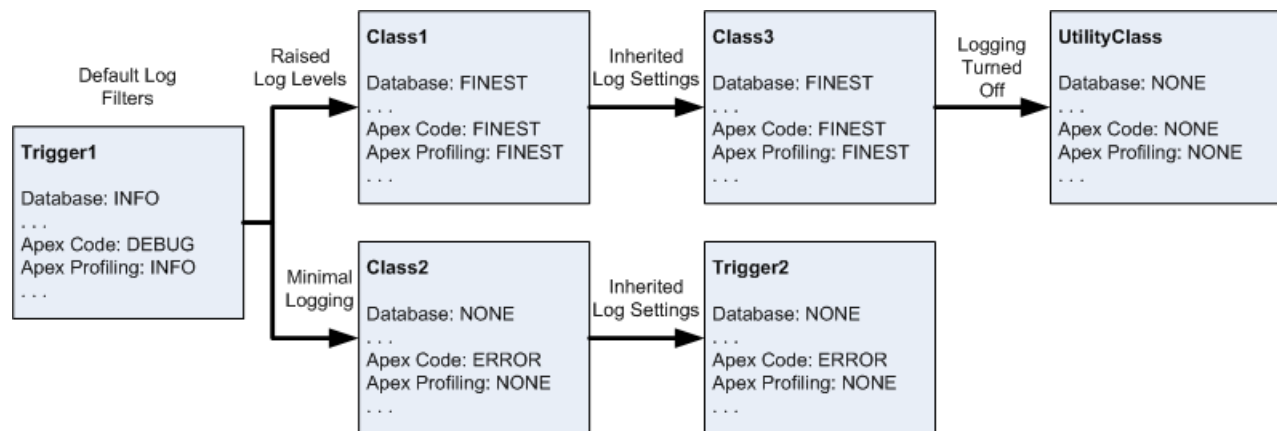 Default Log
Filters
Trigger1
Database: INFO
. . .
Apex Code: DEBUG
Apex Profiling: INFO
. . .
Raised
Log Levels
Class1
Database: FINEST
. . .
Apex Code: FINEST
Apex Profiling: FINEST
. . .
Inherited
Log Settings
Class3
Database: FINEST
. . .
Apex Code: FINEST
Apex Profiling: FINEST
. . .
Logging
Turned
Off
UtilityClass
Database: NONE
. . .
Apex Code: NONE
Apex Profiling: NONE
. . .
Minimal
Logging
Class2
Database: NONE
. . .
Apex Code: ERROR
Apex Profiling: NONE
. . .
Inherited
Log Settings
Trigger2
Database: NONE
. . .
Apex Code: ERROR
Apex Profiling: NONE
. . .